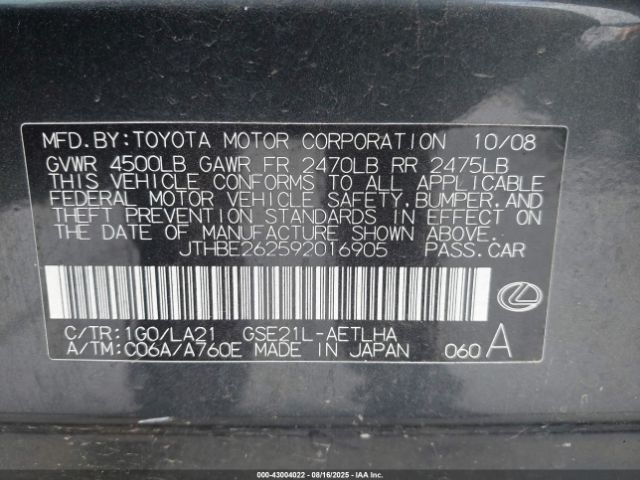 MFD.BY:TOYOTA MOTOR CORPORATION 10/08
GVWR 4500LB GAWR FR 2470LB RR 2475LB
THIS VEHICLE CONFORMS TO ALL APPLICABLE
FEDERAL MOTOR VEHICLE SAFETY,BUMPER,AND
THEFT PREVENTION STANDARDS IN EFFECT ON
THE DATE OF MANUFACTURE SHOWN ABOVE.
JTHBE262592016905 PASS.CAR
C/TR:1G0/LA21 GSE21L-AETLHA
A/TM:C06A/A760E MADE IN JAPAN 060 A
000-43004022 - 08/16/2025 - COPYRIGHT IAA, LLC.